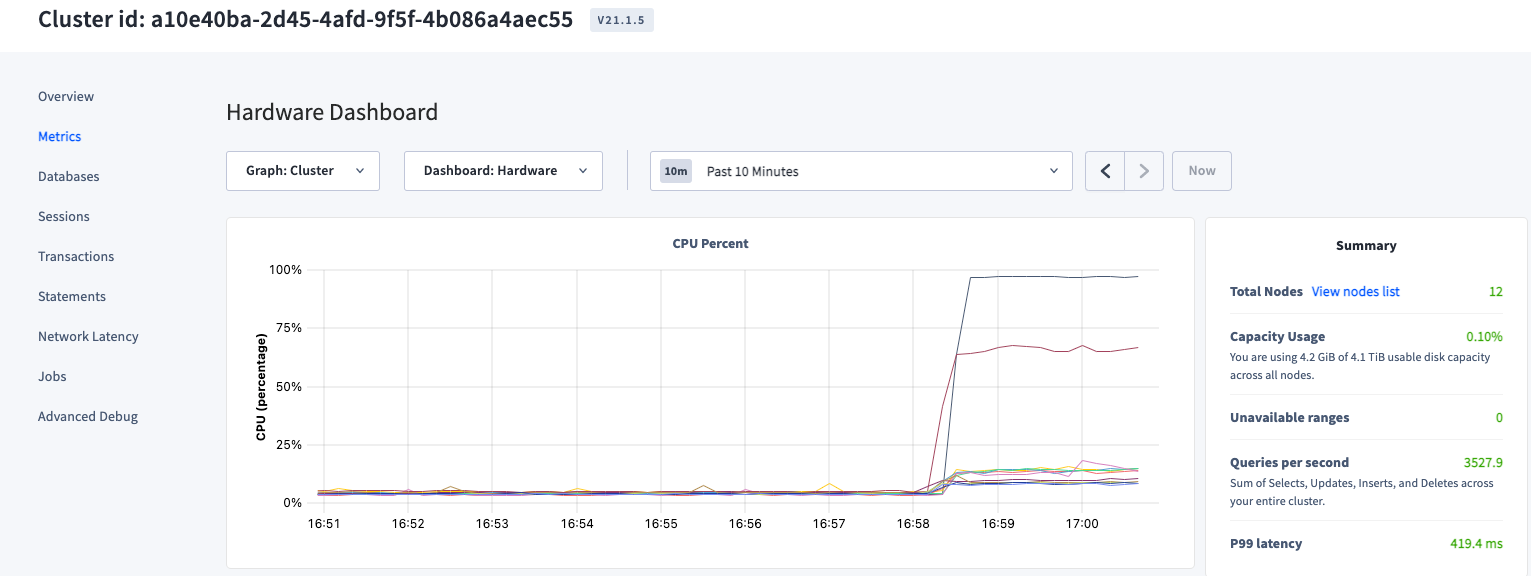 Cluster id: a10e40ba-2d45-4afd-9f5f-4b086a4aec55 V21.1.5
Overview
Metrics
Databases
Sessions
Transactions
Statements
Network Latency
Jobs
Advanced Debug
Hardware Dashboard
Graph: Cluster
Dashboard: Hardware
10m Past 10 Minutes
Now
CPU Percent
CPU (percentage)
100%
75%
50%
25%
0%
16:51 16:52 16:53 16:54 16:55 16:56 16:57 16:58 16:59 17:00
Summary
Total Nodes View nodes list 12
Capacity Usage 0.10%
You are using 4.2 GiB of 4.1 TiB usable disk capacity
across all nodes.
Unavailable ranges 0
Queries per second 3527.9
Sum of Selects, Updates, Inserts, and Deletes across
your entire cluster.
P99 latency 419.4 ms